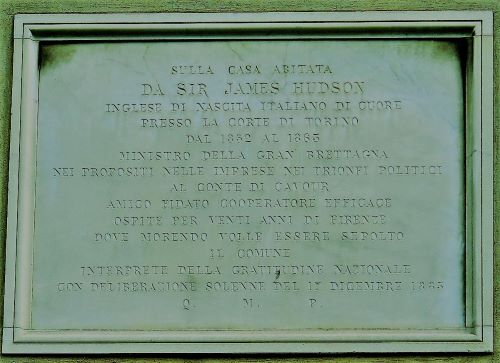 SULLA CASA ABITATA
DA SIR JAMES HUDSON
INGLESE DI NASCITA ITALIANO DI CUORE
PRESSO LA CORTE DI TORINO
DAL 1852 AL 1863
MINISTRO DELLA GRAN BRETTAGNA
NEI PROPOSITI NELLE IMPRESE NEI TRIONFI POLITICI
AL CONTE DI CAVOUR
AMICO FIDATO COOPERATORE EFFICACE
OSPITE PER VENTI ANNI DI FIRENZE
DOVE MORENDO VOLLE ESSERE SEPOLTO
IL COMUNE
INTERPRETE DELLA GRATITUDINE NAZIONALE
CON DELIBERAZIONE SOLENNE DEL 17 DICEMBRE 1885
Q. M. P.